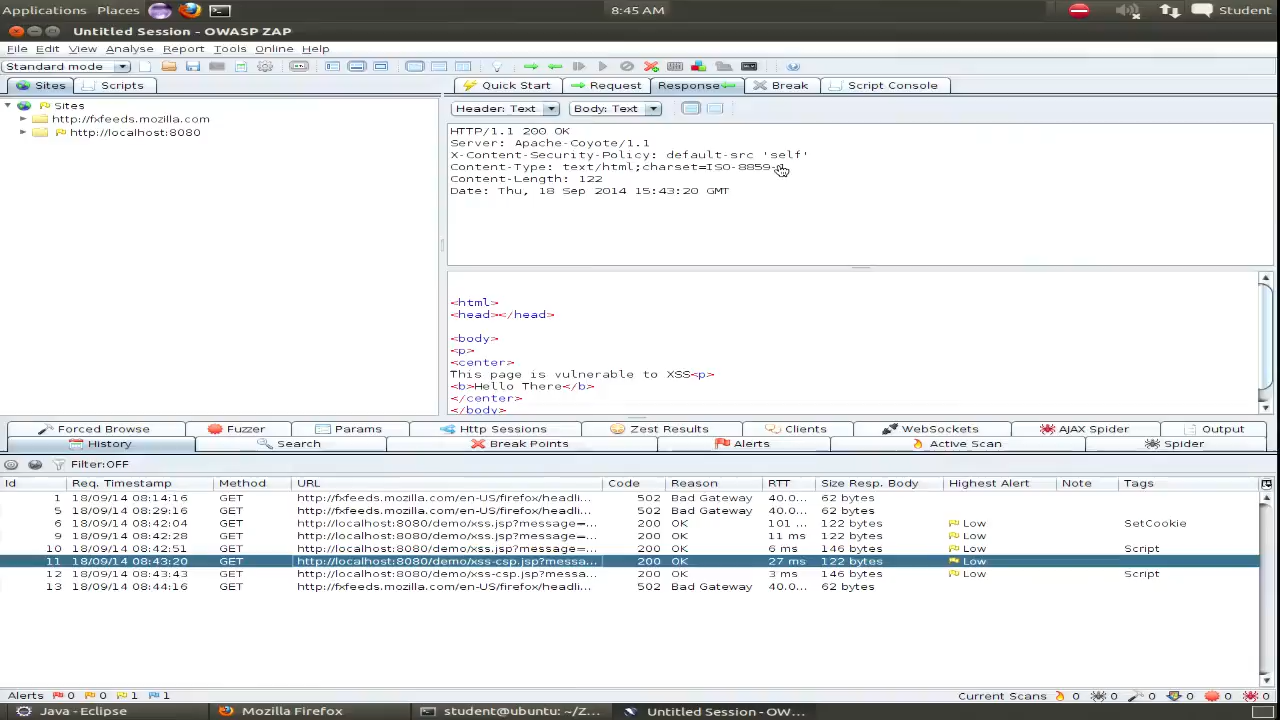 Applications Places 8:45 AM Student
Untitled Session - OWASP ZAP
File Edit View Analyse Report Tools Online Help
Standard mode
Sites Scripts Quick Start Request Response Break Script Console
Header: Text Body: Text
Sites
http://fxfeeds.mozilla.com
http://localhost:8080
HTTP/1.1 200 OK
Server: Apache-Coyote/1.1
X-Content-Security-Policy: default-src 'self'
Content-Type: text/html;charset=ISO-8859-
Content-Length: 122
Date: Thu, 18 Sep 2014 15:43:20 GMT
<html>
<head></head>
<body>
<p>
<center>
This page is vulnerable to XSS<p>
<b>Hello There</b>
</center>
</body>
Forced Browse Fuzzer Params Http Sessions Zest Results Clients WebSockets AJAX Spider Output
History Search Break Points Alerts Active Scan Spider
Filter:OFF
Id Req. Timestamp Method URL Code Reason RTT Size Resp. Body Highest Alert Note Tags
1 18/09/14 08:14:16 GET http://fxfeeds.mozilla.com/en-US/firefox/headli... 502 Bad Gateway 40.0... 62 bytes
5 18/09/14 08:29:16 GET http://fxfeeds.mozilla.com/en-US/firefox/headli... 502 Bad Gateway 40.0... 62 bytes
6 18/09/14 08:42:04 GET http://localhost:8080/demo/xss.jsp?message=... 200 OK 101 ... 122 bytes Low SetCookie
9 18/09/14 08:42:28 GET http://localhost:8080/demo/xss.jsp?message=... 200 OK 11 ms 122 bytes Low
10 18/09/14 08:42:51 GET http://localhost:8080/demo/xss.jsp?message=... 200 OK 6 ms 146 bytes Low Script
11 18/09/14 08:43:20 GET http://localhost:8080/demo/xss-csp.jsp?messa... 200 OK 27 ms 122 bytes Low
12 18/09/14 08:43:43 GET http://localhost:8080/demo/xss-csp.jsp?messa... 200 OK 3 ms 146 bytes Low Script
13 18/09/14 08:44:16 GET http://fxfeeds.mozilla.com/en-US/firefox/headli... 502 Bad Gateway 40.0... 62 bytes
Alerts 0 0 1 1 Current Scans 0 0 0 0 0 0
Java - Eclipse Mozilla Firefox student@ubuntu: ~/Z... Untitled Session - OW...